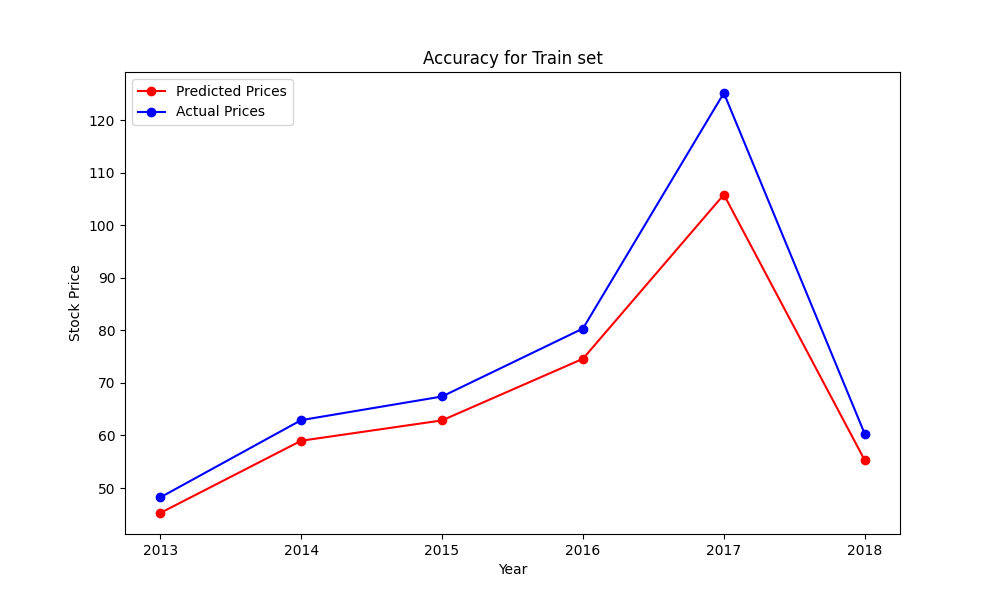 Accuracy for Train set
Predicted Prices
Actual Prices
120
110
100
90
80
70
60
50
Stock Price
2013 2014 2015 2016 2017 2018
Year